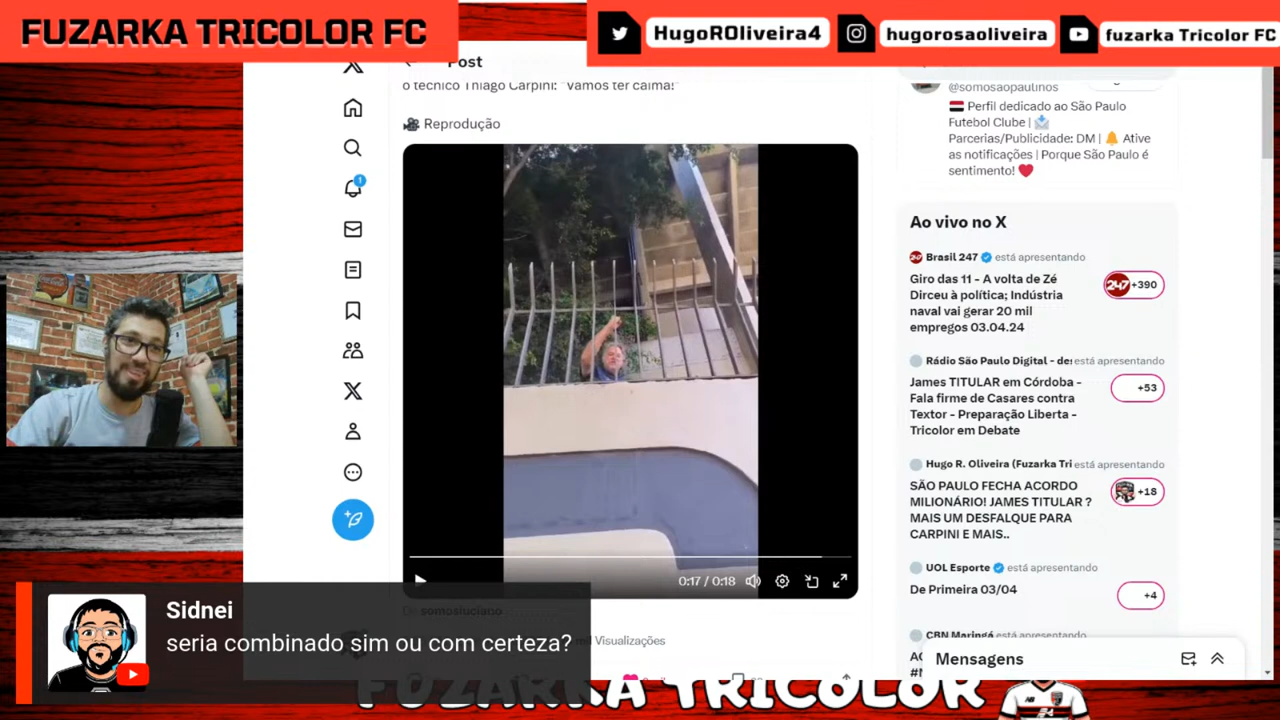 FUZARKA TRICOLOR FC
HugoROliveira4
hugorosaoliveira
fuzarka Tricolor FC
Post
o técnico Thiago Carpini: "Vamos ter calma!"
Reprodução
@somosaopaulinos
Perfil dedicado ao São Paulo
Futebol Clube |
Parcerias/Publicidade: DM | Ative
as notificações | Porque São Paulo é
sentimento!
Ao vivo no X
Brasil 247 está apresentando
Giro das 11 - A volta de Zé
Dirceu à política; Indústria
naval vai gerar 20 mil
empregos 03.04.24
247 +390
Rádio São Paulo Digital - de: está apresentando
James TITULAR em Córdoba -
Fala firme de Casares contra
Textor - Preparação Liberta -
Tricolor em Debate
+53
Hugo R. Oliveira (Fuzarka Tri está apresentando
SÃO PAULO FECHA ACORDO
MILIONÁRIO! JAMES TITULAR ?
MAIS UM DESFALQUE PARA
CARPINI E MAIS..
+18
UOL Esporte está apresentando
De Primeira 03/04
+4
CBN Maringá está apresentando
Mensagens
1
0:17 / 0:18
De somosluciano
mil Visualizações
Sidnei
seria combinado sim ou com certeza?
FUZARKA TRICOLOR